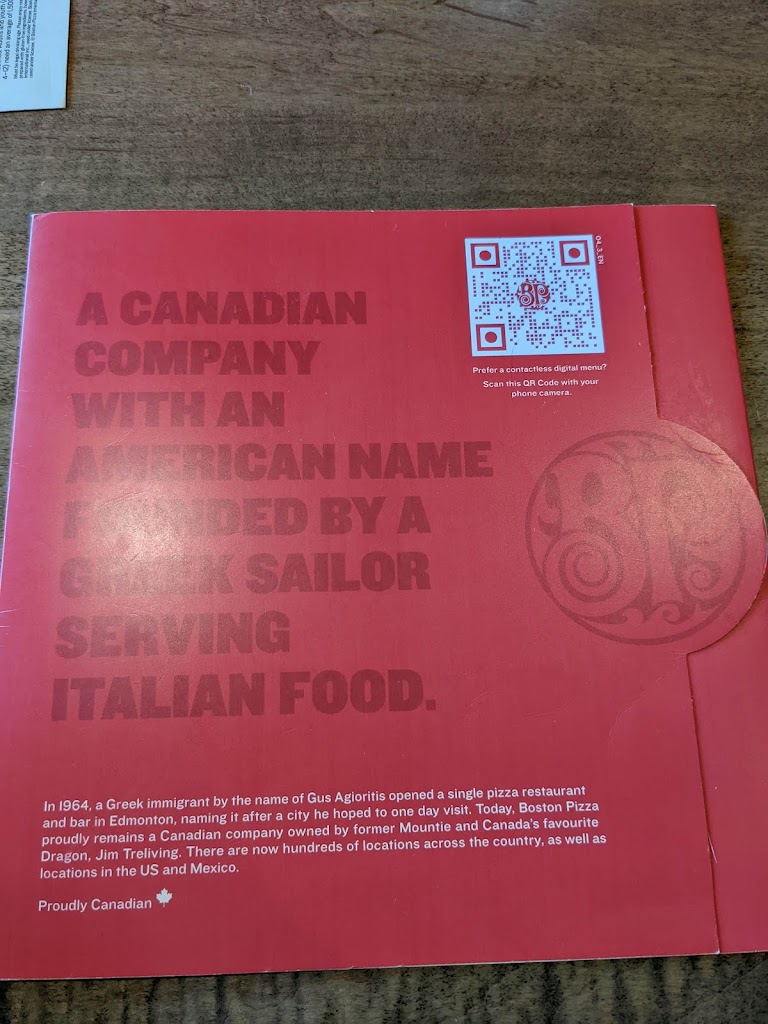 04_3_EN
Prefer a contactless digital menu?
Scan this QR Code with your
phone camera.
A CANADIAN
COMPANY
WITH AN
AMERICAN NAME
FOUNDED BY A
GREEK SAILOR
SERVING
ITALIAN FOOD.
BP
In 1964, a Greek immigrant by the name of Gus Agioritis opened a single pizza restaurant
and bar in Edmonton, naming it after a city he hoped to one day visit. Today, Boston Pizza
proudly remains a Canadian company owned by former Mountie and Canada's favourite
Dragon, Jim Treliving. There are now hundreds of locations across the country, as well as
locations in the US and Mexico.
Proudly Canadian